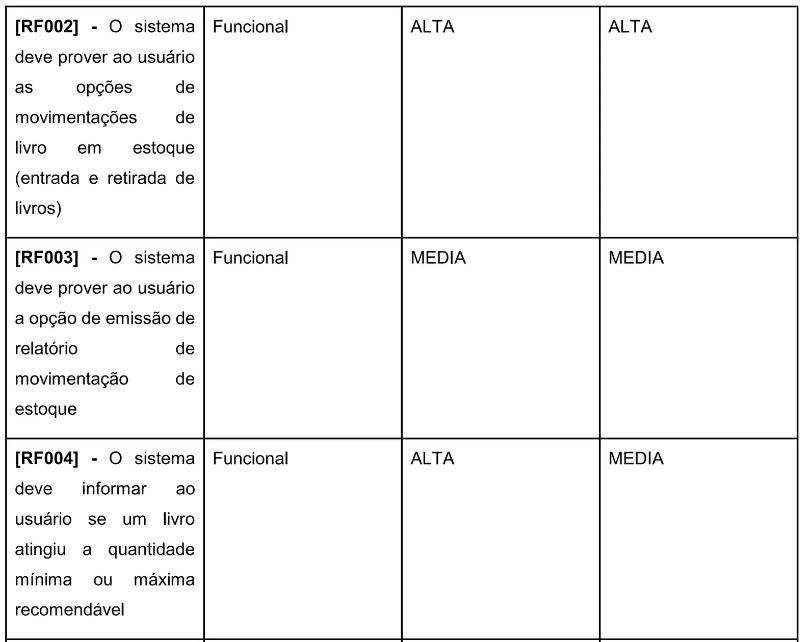 [RF002] - O sistema
deve prover ao usuário
as opções de
movimentações de
livro em estoque
(entrada e retirada de
livros)
Funcional
ALTA
ALTA
[RF003] - O sistema
deve prover ao usuário
a opção de emissão de
relatório de
movimentação de
estoque
Funcional
MEDIA
MEDIA
[RF004] - O sistema
deve informar ao
usuário se um livro
atingiu a quantidade
mínima ou máxima
recomendável
Funcional
ALTA
MEDIA